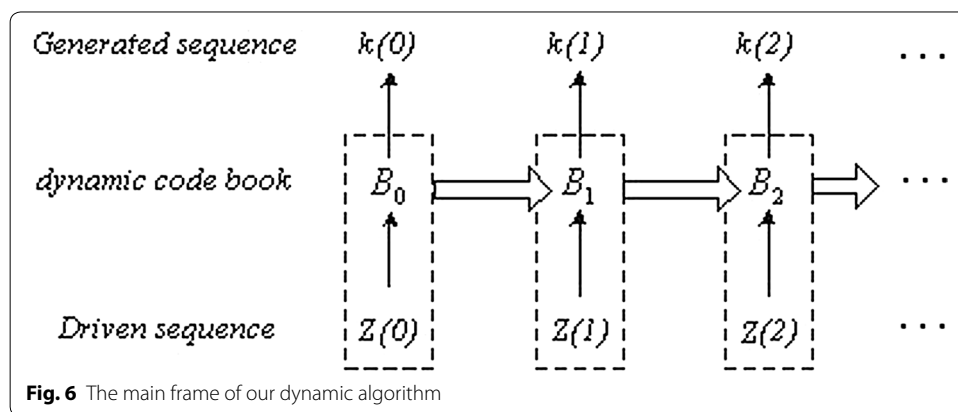 Generated sequence k(0) k(1) k(2) ...
dynamic code book B₀ B₁ B₂ ...
Driven sequence Z(0) Z(1) Z(2) ...
Fig. 6 The main frame of our dynamic algorithm